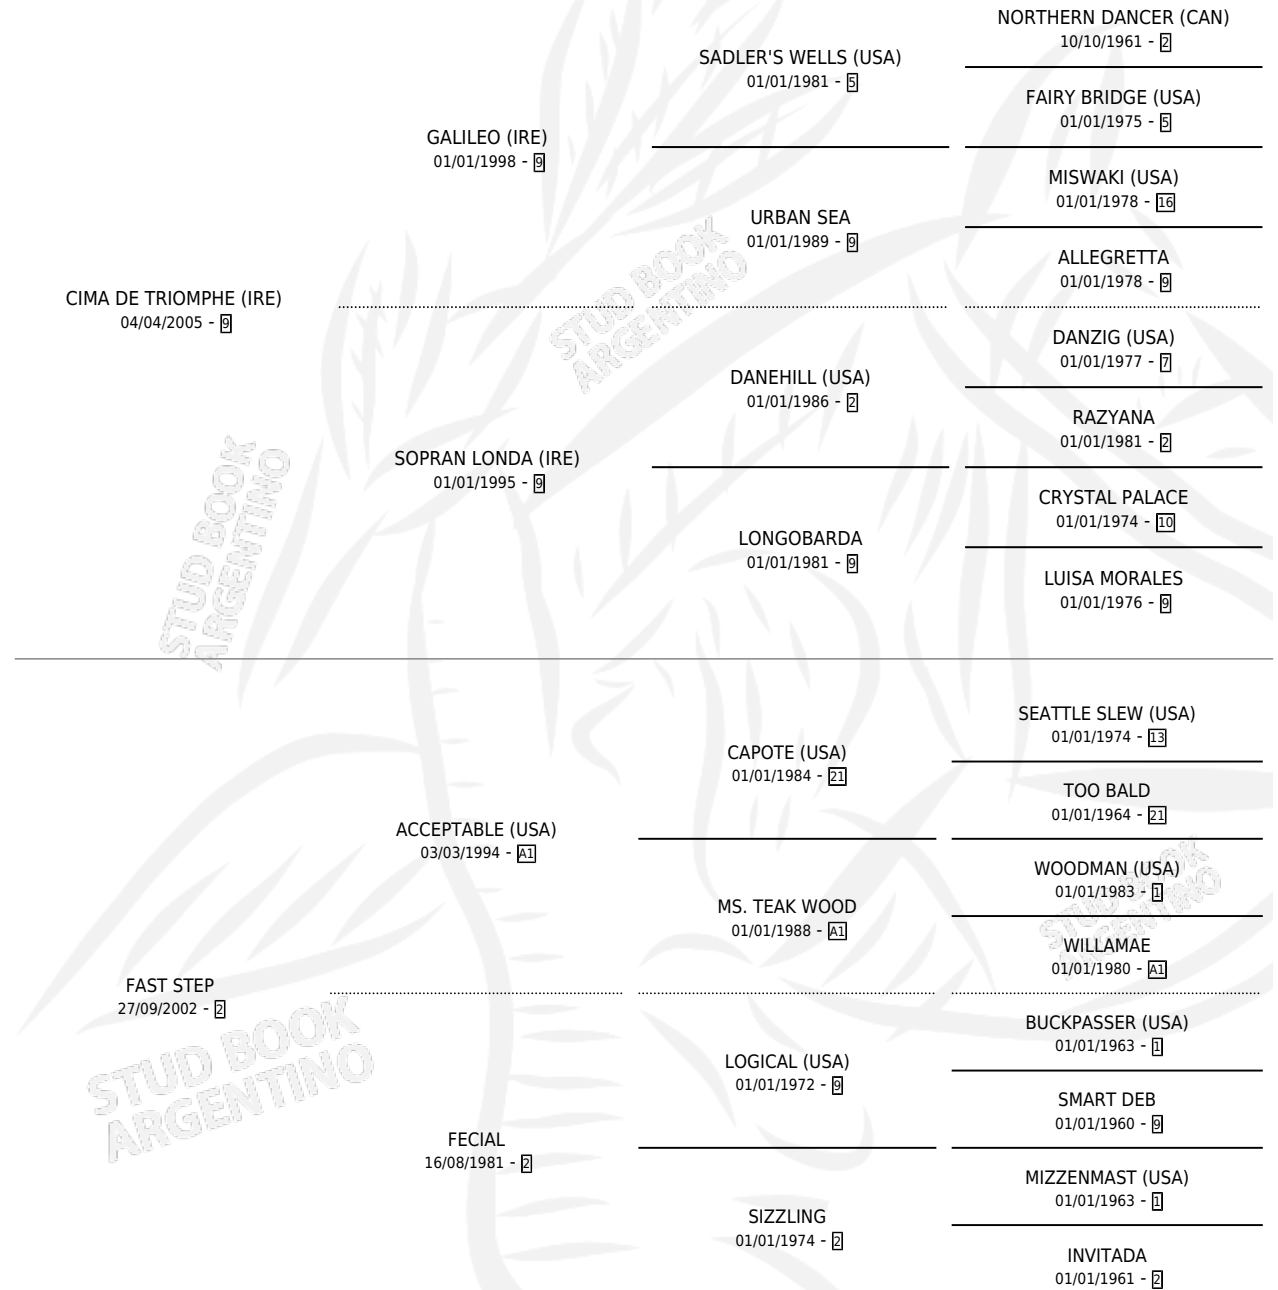 NORTHERN DANCER (CAN)
10/10/1961 - 2
SADLER'S WELLS (USA)
01/01/1981 - 5
FAIRY BRIDGE (USA)
01/01/1975 - 5
GALILEO (IRE)
01/01/1998 - 9
MISWAKI (USA)
01/01/1978 - 16
URBAN SEA
01/01/1989 - 9
ALLEGRETTA
01/01/1978 - 9
CIMA DE TRIOMPHE (IRE)
04/04/2005 - 9
DANZIG (USA)
01/01/1977 - 7
DANEHILL (USA)
01/01/1986 - 2
RAZYANA
01/01/1981 - 2
SOPRAN LONDA (IRE)
01/01/1995 - 9
CRYSTAL PALACE
01/01/1974 - 10
LONGOBARDA
01/01/1981 - 9
LUISA MORALES
01/01/1976 - 9
SEATTLE SLEW (USA)
01/01/1974 - 13
CAPOTE (USA)
01/01/1984 - 21
TOO BALD
01/01/1964 - 21
ACCEPTABLE (USA)
03/03/1994 - A1
WOODMAN (USA)
01/01/1983 - 1
MS. TEAK WOOD
01/01/1988 - A1
WILLAMAE
01/01/1980 - A1
FAST STEP
27/09/2002 - 2
BUCKPASSER (USA)
01/01/1963 - 1
LOGICAL (USA)
01/01/1972 - 9
SMART DEB
01/01/1960 - 9
FECIAL
16/08/1981 - 2
MIZZENMAST (USA)
01/01/1963 - 1
SIZZLING
01/01/1974 - 2
INVITADA
01/01/1961 - 2
STUD BOOK
ARGENTINO
STUD BOOK
ARGENTINO
STUD BOOK
ARGENTINO
STUD BOOK
ARGENTINO